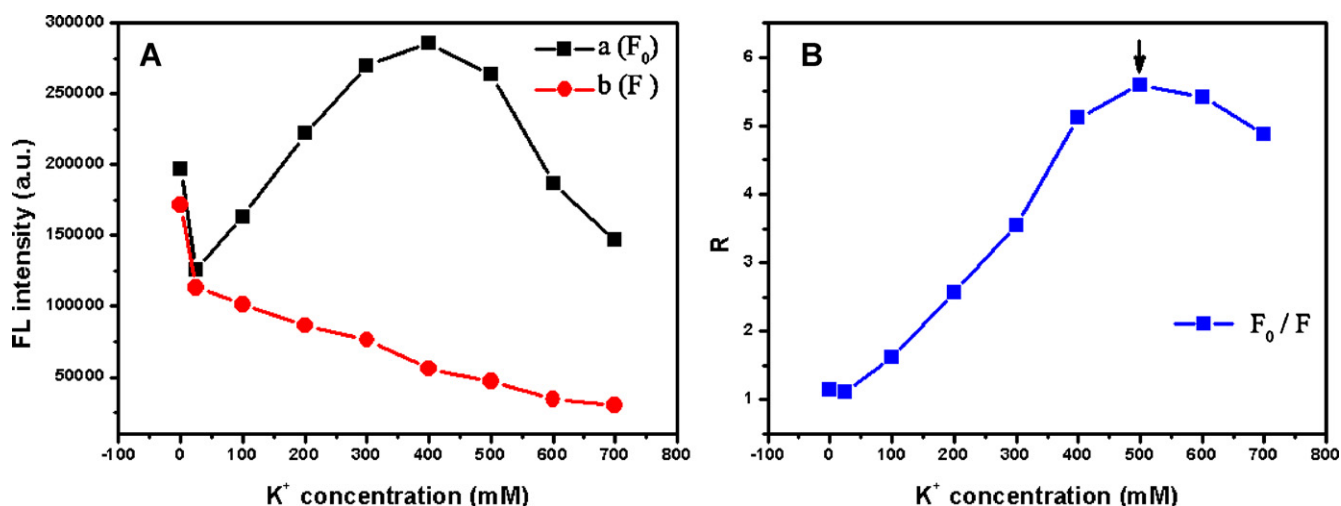 A
a (F0)
b (F )
FL intensity (a.u.)
300000
250000
200000
150000
100000
50000
-100 0 100 200 300 400 500 600 700 800
K+ concentration (mM)
B
F0 / F
R
6
5
4
3
2
1
-100 0 100 200 300 400 500 600 700 800
K+ concentration (mM)